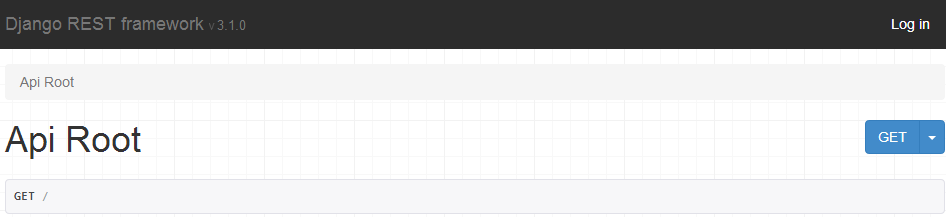 Django REST framework v 3.1.0
Log in
Api Root
Api Root
GET
GET /